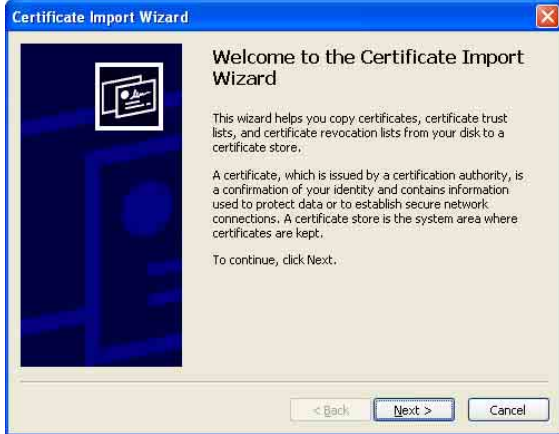 Certificate Import Wizard
Welcome to the Certificate Import
Wizard
This wizard helps you copy certificates, certificate trust
lists, and certificate revocation lists from your disk to a
certificate store.
A certificate, which is issued by a certification authority, is
a confirmation of your identity and contains information
used to protect data or to establish secure network
connections. A certificate store is the system area where
certificates are kept.
To continue, click Next.
< Back Next > Cancel